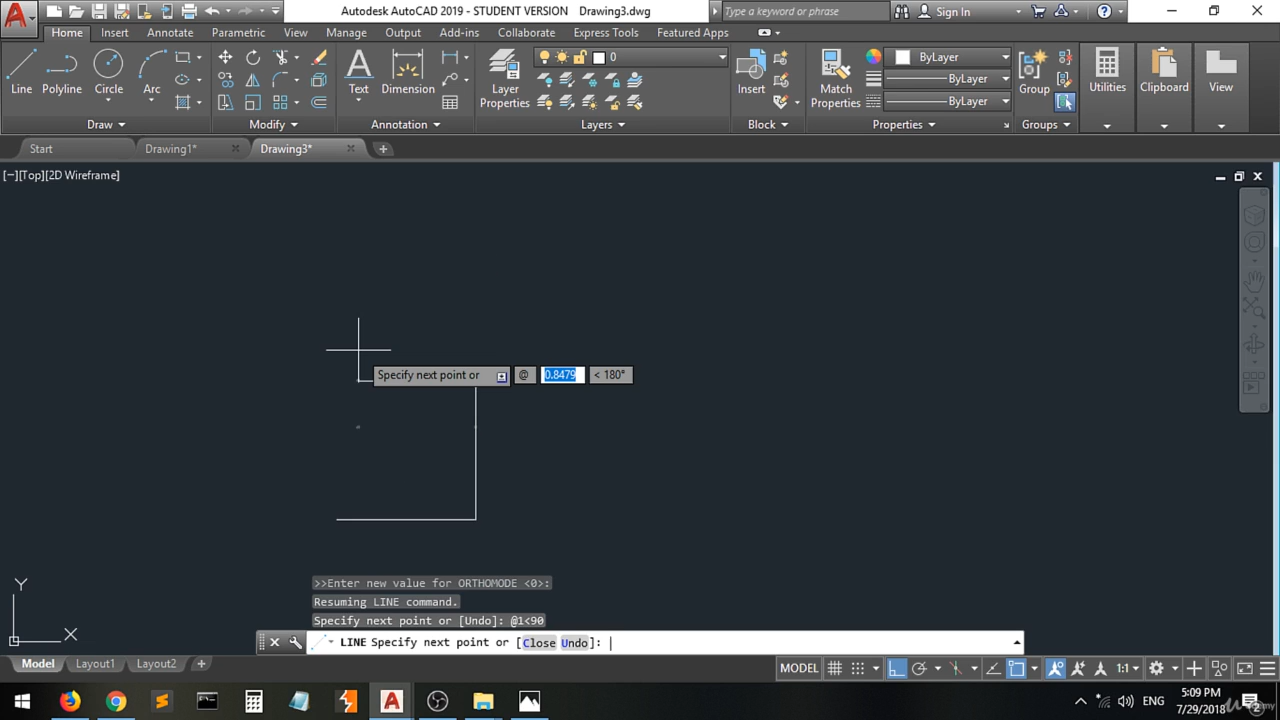 Autodesk AutoCAD 2019 - STUDENT VERSION Drawing3.dwg
Type a keyword or phrase
Sign In
Home Insert Annotate Parametric View Manage Output Add-ins Collaborate Express Tools Featured Apps
0
ByLayer
ByLayer
ByLayer
Line Polyline Circle Arc
Text Dimension
Layer Properties
Insert
Match Properties
Group
Utilities Clipboard View
Draw Modify Annotation Layers Block Properties Groups
Start Drawing1* Drawing3*
[−][Top][2D Wireframe]
Specify next point or @ 0.8479 < 180°
Y
X
>>Enter new value for ORTHOMODE <0>:
Resuming LINE command.
Specify next point or [Undo]: @1<90
LINE Specify next point or [Close Undo]:
Model Layout1 Layout2
MODEL 1:1
ENG
5:09 PM
7/29/2018
2